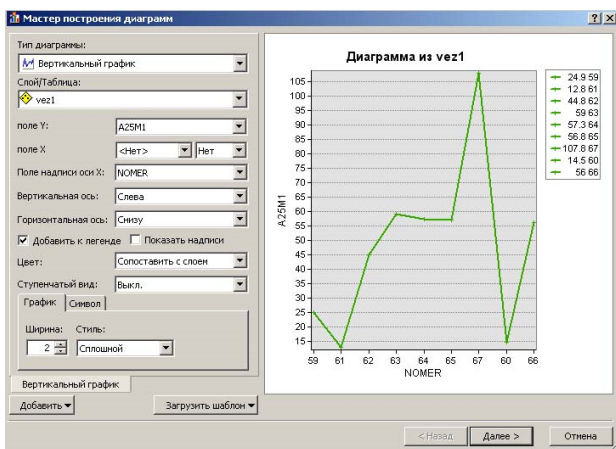 Мастер построения диаграмм
Тип диаграммы:
Вертикальный график
Слой/Таблица:
vez1
поле Y:
A25M1
поле X
<Нет>
Нет
Поле надписи оси X:
NOMER
Вертикальная ось:
Слева
Горизонтальная ось:
Снизу
Добавить к легенде
Показать надписи
Цвет:
Сопоставить с слоем
Ступенчатый вид:
Выкл.
График
Символ
Ширина:
Стиль:
2
Сплошной
Вертикальный график
Добавить
Загрузить шаблон
Диаграмма из vez1
105
100
95
90
85
80
75
70
65
60
55
50
45
40
35
30
25
20
15
A25M1
59 61 62 63 64 65 67 60 66
NOMER
24.9 59
12.8 61
44.8 62
59 63
57.3 64
56.8 65
107.8 67
14.5 60
56 66
< Назад
Далее >
Отмена